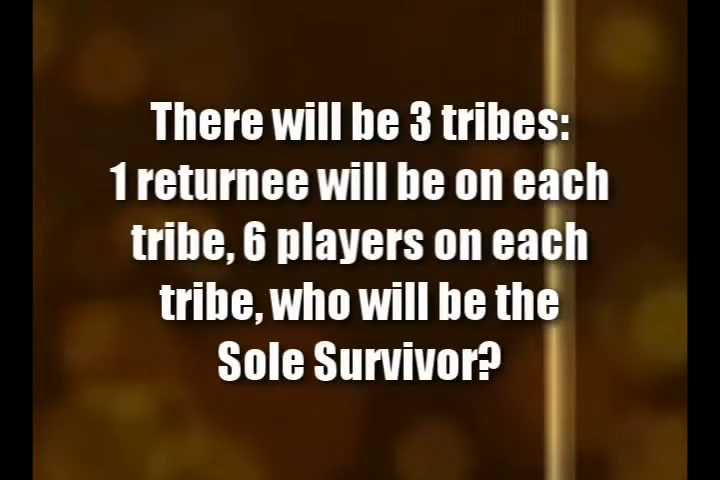 There will be 3 tribes:
1 returnee will be on each
tribe, 6 players on each
tribe, who will be the
Sole Survivor?